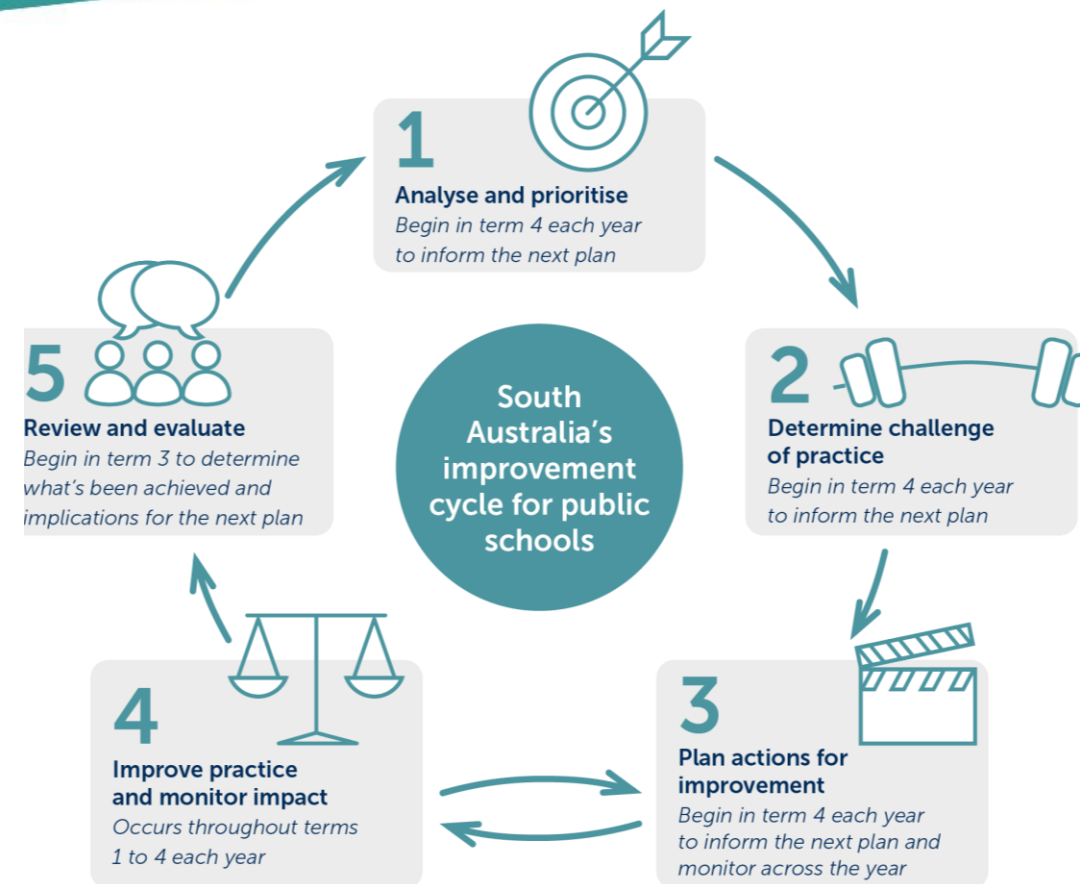 1
Analyse and prioritise
Begin in term 4 each year
to inform the next plan
2
Determine challenge
of practice
Begin in term 4 each year
to inform the next plan
3
Plan actions for
improvement
Begin in term 4 each year
to inform the next plan and
monitor across the year
4
Improve practice
and monitor impact
Occurs throughout terms
1 to 4 each year
5
Review and evaluate
Begin in term 3 to determine
what's been achieved and
implications for the next plan
South
Australia's
improvement
cycle for public
schools